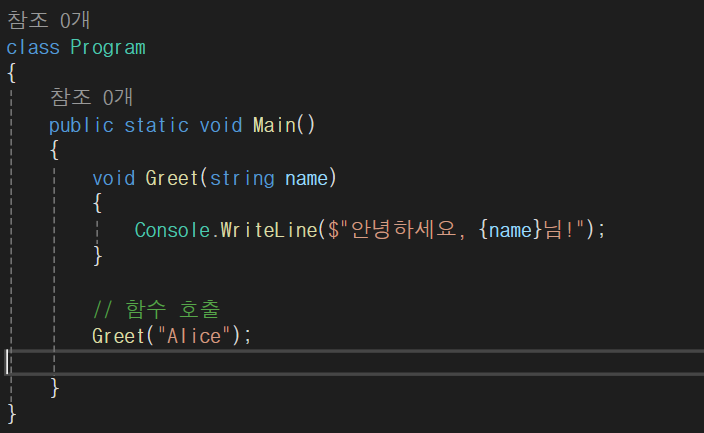 참조 0개
class Program
{
참조 0개
public static void Main()
{
void Greet(string name)
{
Console.WriteLine($"안녕하세요, {name}님!");
}
// 함수 호출
Greet("Alice");
}
}